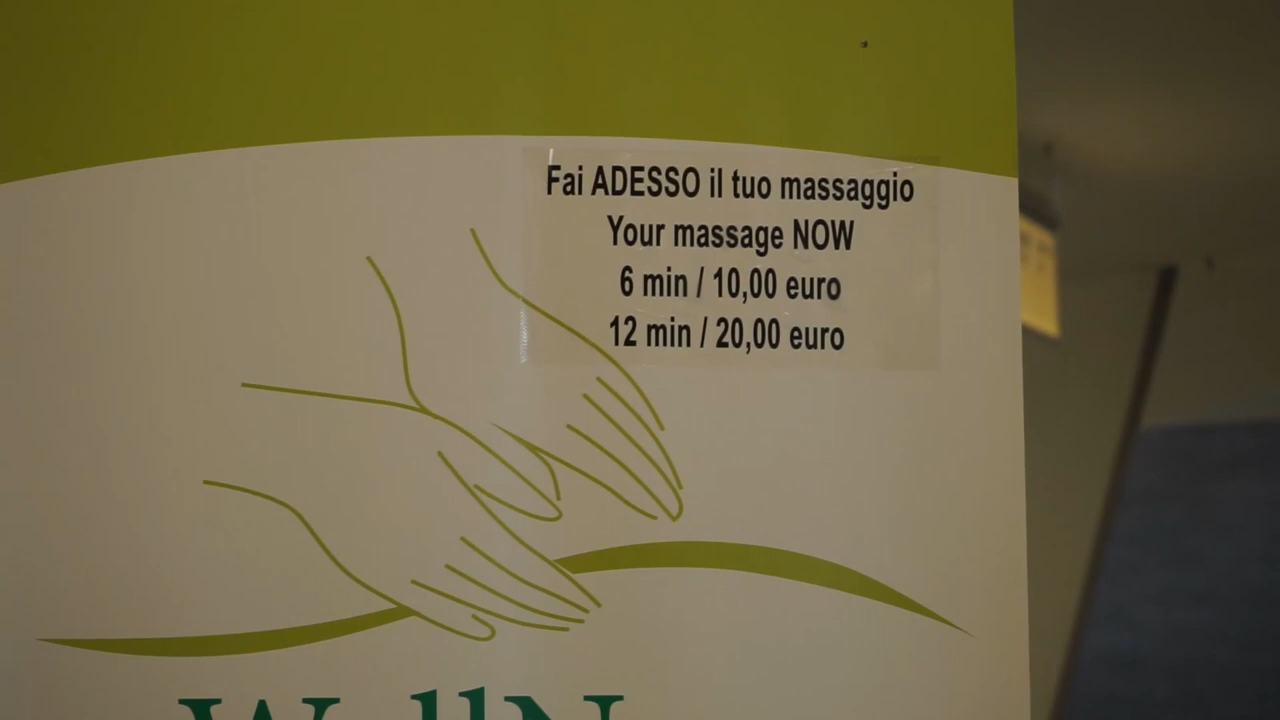 Fai ADESSO il tuo massaggio
Your massage NOW
6 min / 10,00 euro
12 min / 20,00 euro